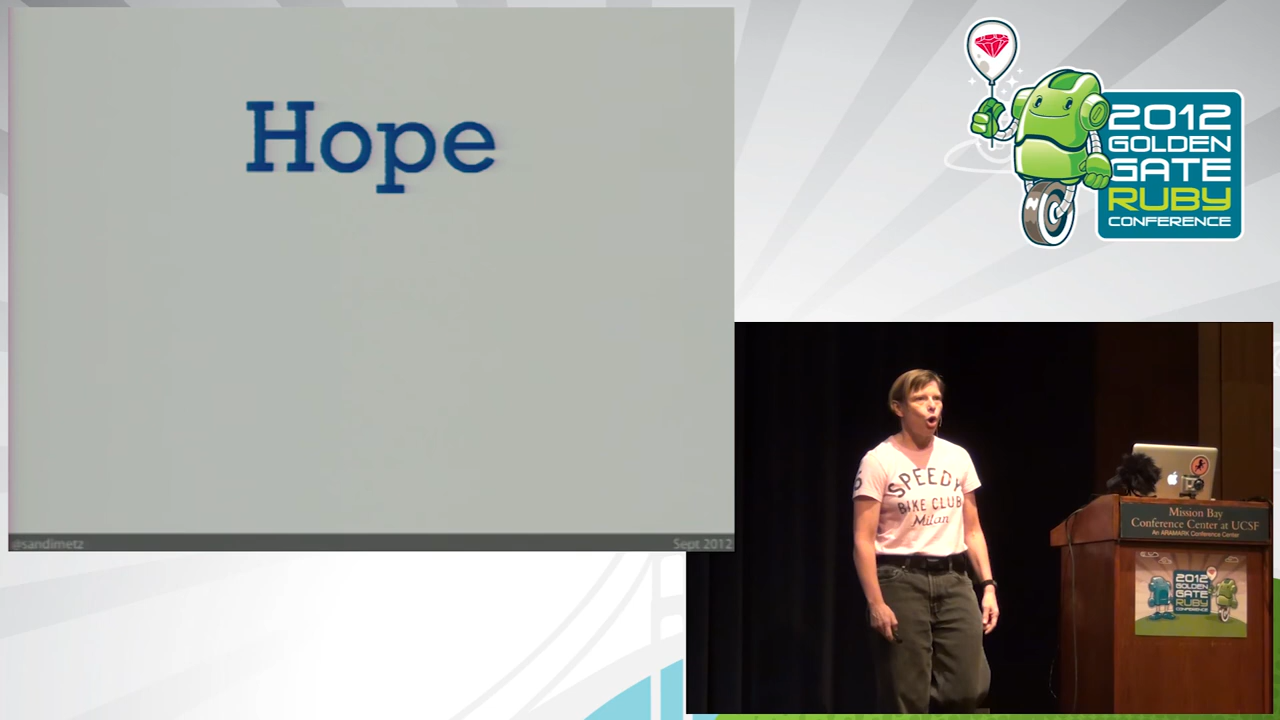 Hope
@sandimetz
Sept 2012
2012
GOLDEN
GATE
RUBY
CONFERENCE
SPEEDY
BIKE CLUB
Milan
Mission Bay
Conference Center at UCSF
An ARAMARK Conference Center
2012
GOLDEN
GATE
RUBY
CONFERENCE